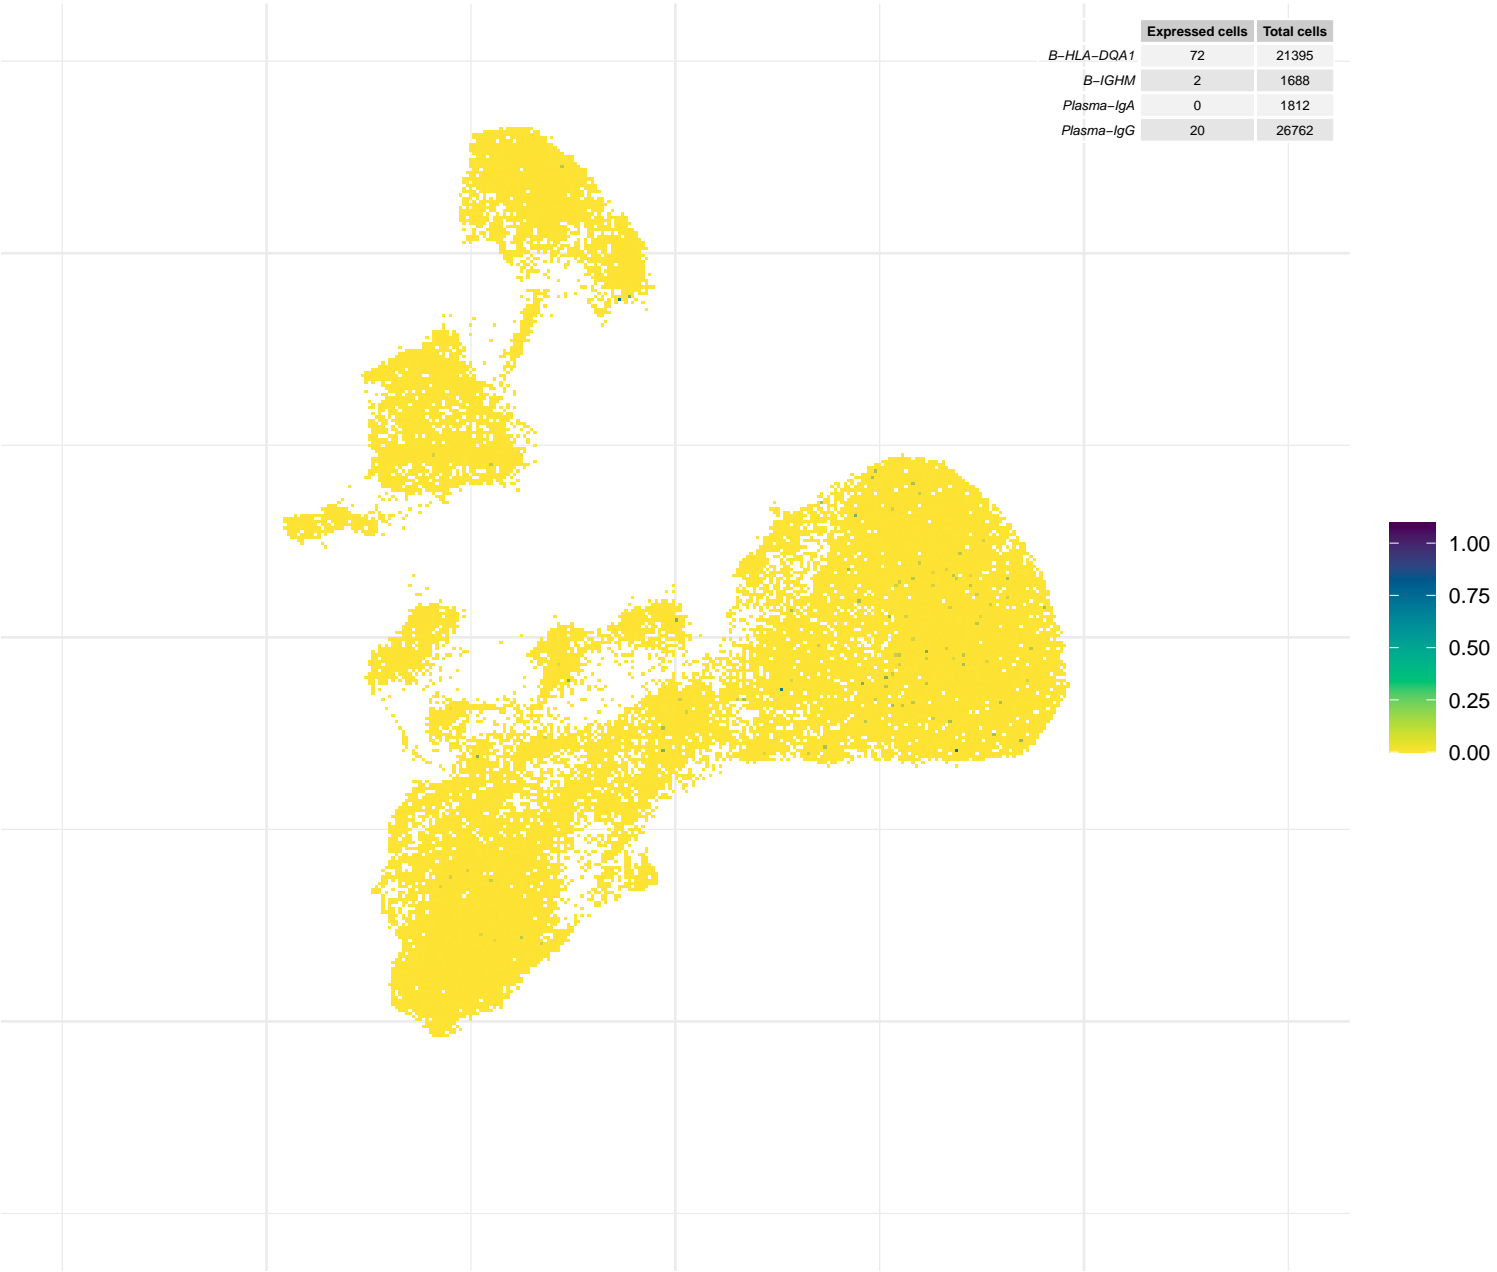 Expressed cells Total cells
B−HLA−DQA1 72 21395
B−IGHM 2 1688
Plasma−IgA 0 1812
Plasma−IgG 20 26762
1.00
0.75
0.50
0.25
0.00